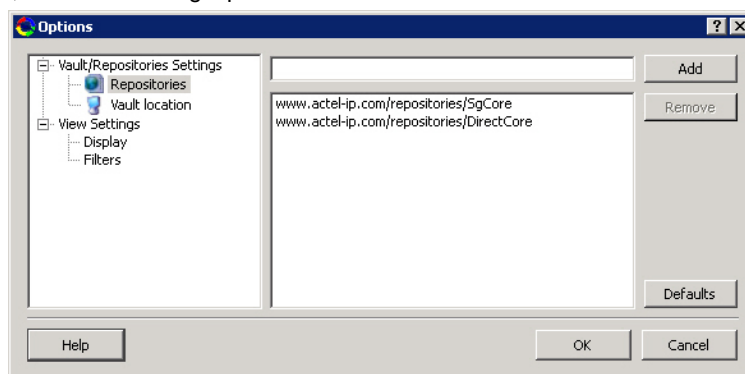 Options
Vault/Repositories Settings
Repositories
Vault location
View Settings
Display
Filters
www.actel-ip.com/repositories/SgCore
www.actel-ip.com/repositories/DirectCore
Add
Remove
Defaults
Help
OK
Cancel